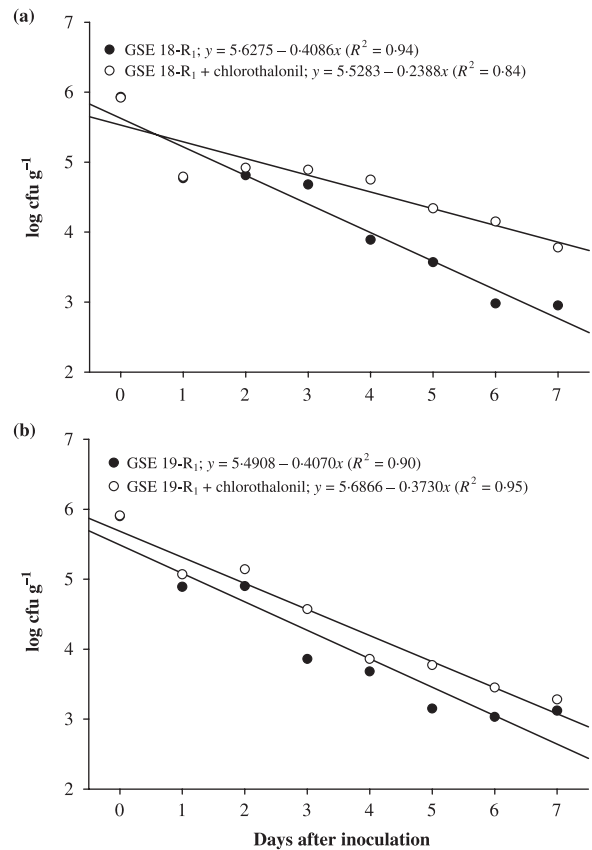 (a)
7
6
5
4
3
2
log cfu g⁻¹
GSE 18-R₁; y = 5·6275−0·4086x (R² = 0·94)
GSE 18-R₁ + chlorothalonil; y = 5·5283−0·2388x (R² = 0·84)
0 1 2 3 4 5 6 7
(b)
7
6
5
4
3
2
log cfu g⁻¹
GSE 19-R₁; y = 5·4908−0·4070x (R² = 0·90)
GSE 19-R₁ + chlorothalonil; y = 5·6866−0·3730x (R² = 0·95)
0 1 2 3 4 5 6 7
Days after inoculation